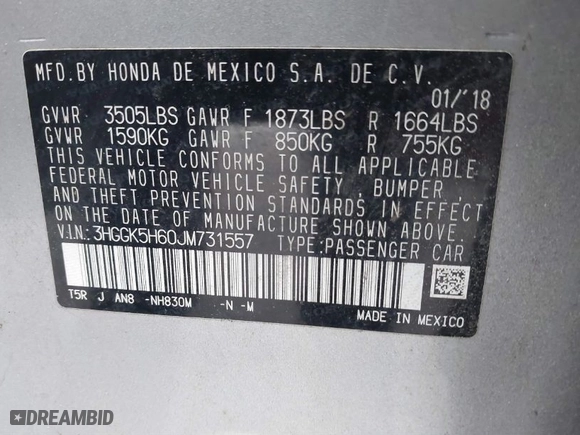 MFD.BY HONDA DE MEXICO S.A. DE C.V.
01/'18
GVWR 3505LBS GAWR F 1873LBS R 1664LBS
GVWR 1590KG GAWR F 850KG R 755KG
THIS VEHICLE CONFORMS TO ALL APPLICABLE
FEDERAL MOTOR VEHICLE SAFETY , BUMPER,
AND THEFT PREVENTION STANDARDS IN EFFECT
ON THE DATE OF MANUFACTURE SHOWN ABOVE.
V.I.N.: 3HGGK5H60JM731557 TYPE: PASSENGER CAR
T5R J AN8 -NH830M -N -M
MADE IN MEXICO
DREAMBID